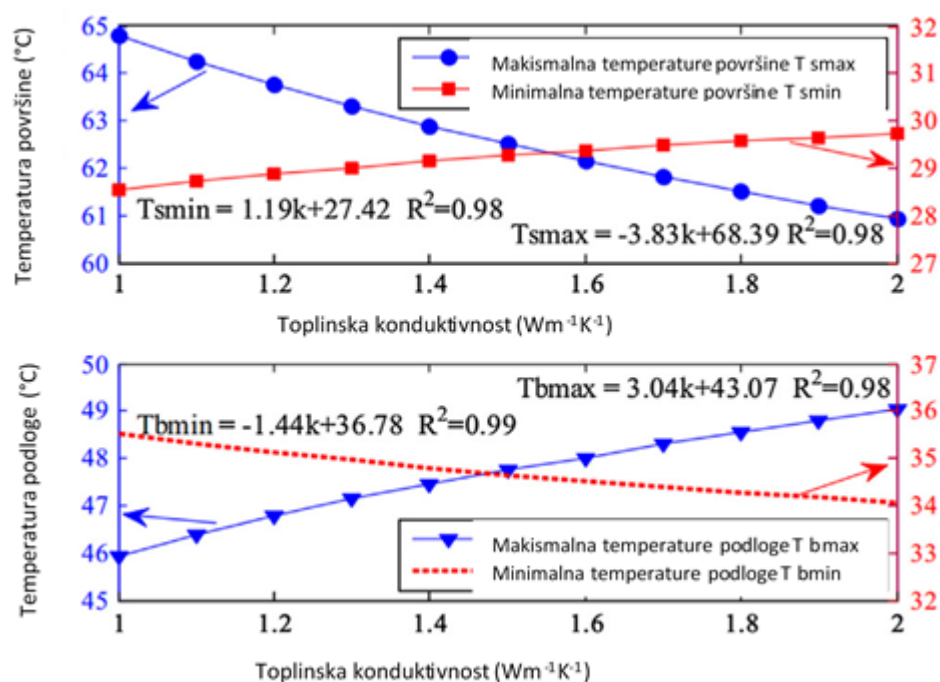 Temperatura površine (°C)
65
64
63
62
61
60
32
31
30
29
28
27
Makismalna temperature površine T smax
Minimalna temperature površine T smin
Tsmin = 1.19k+27.42 R²=0.98
Tsmax = -3.83k+68.39 R²=0.98
1 1.2 1.4 1.6 1.8 2
Toplinska konduktivnost (Wm⁻¹K⁻¹)
Temperatura podloge (°C)
50
49
48
47
46
45
37
36
35
34
33
32
Tbmax = 3.04k+43.07 R²=0.98
Tbmin = -1.44k+36.78 R²=0.99
Makismalna temperature podloge T bmax
Minimalna temperature podloge T bmin
1 1.2 1.4 1.6 1.8 2
Toplinska konduktivnost (Wm⁻¹K⁻¹)